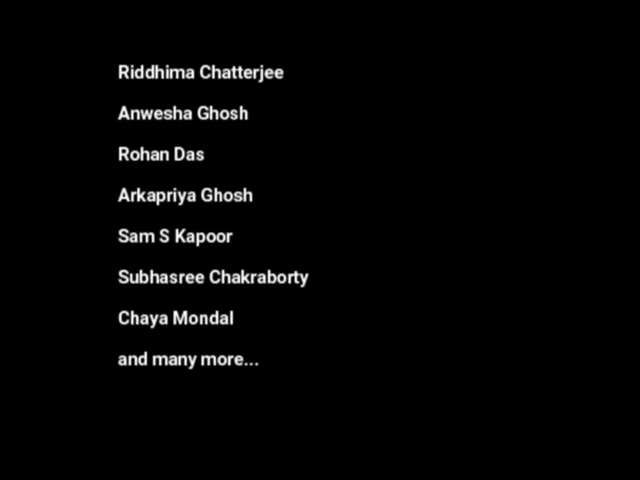 Riddhima Chatterjee
Anwesha Ghosh
Rohan Das
Arkapriya Ghosh
Sam S Kapoor
Subhasree Chakraborty
Chaya Mondal
and many more...